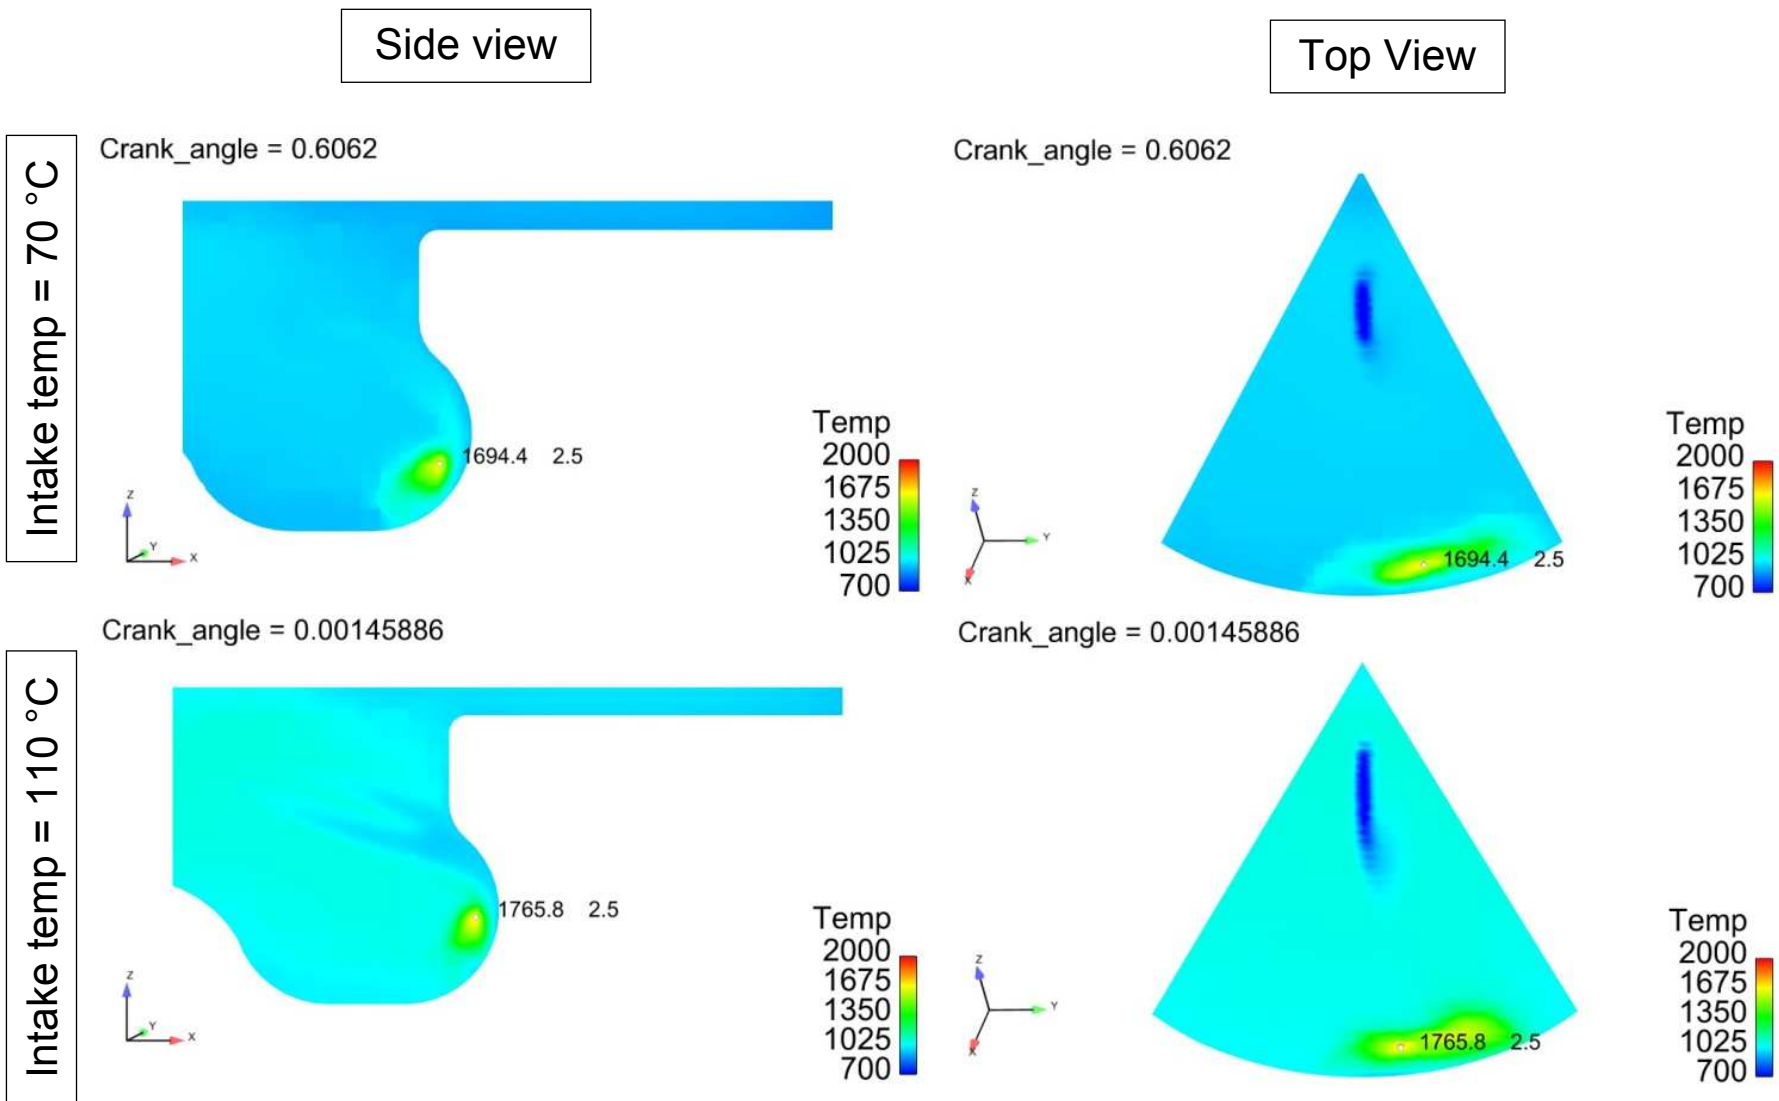 Side view
Top View
Intake temp = 70 °C
Crank_angle = 0.6062
1694.4 2.5
Temp
2000
1675
1350
1025
700
Z
Y
X
Crank_angle = 0.6062
1694.4 2.5
Temp
2000
1675
1350
1025
700
Z
Y
X
Intake temp = 110 °C
Crank_angle = 0.00145886
1765.8 2.5
Temp
2000
1675
1350
1025
700
Z
Y
X
Crank_angle = 0.00145886
1765.8 2.5
Temp
2000
1675
1350
1025
700
Z
Y
X